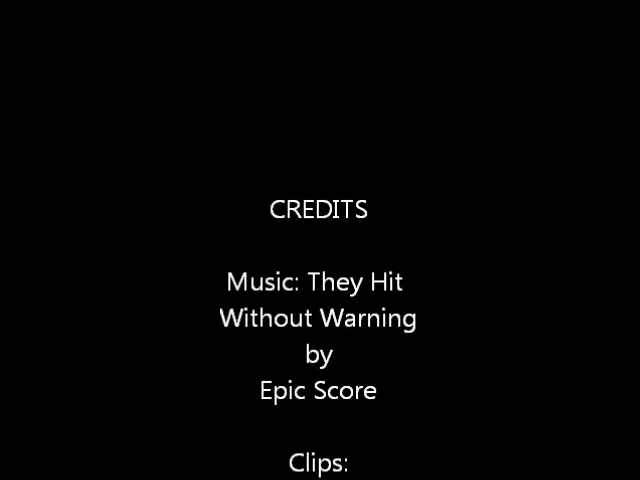 CREDITS
Music: They Hit
Without Warning
by
Epic Score
Clips: